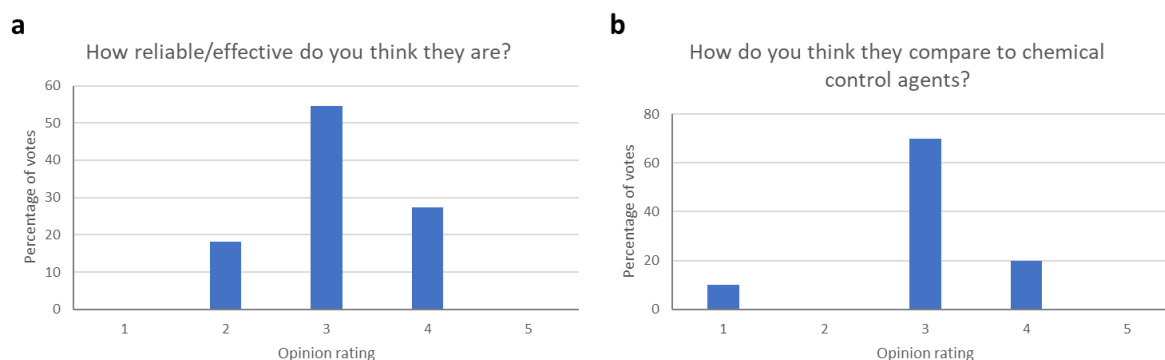 a
How reliable/effective do you think they are?
60
50
40
30
20
10
0
Percentage of votes
1 2 3 4 5
Opinion rating
b
How do you think they compare to chemical
control agents?
80
60
40
20
0
Percentage of votes
1 2 3 4 5
Opinion rating